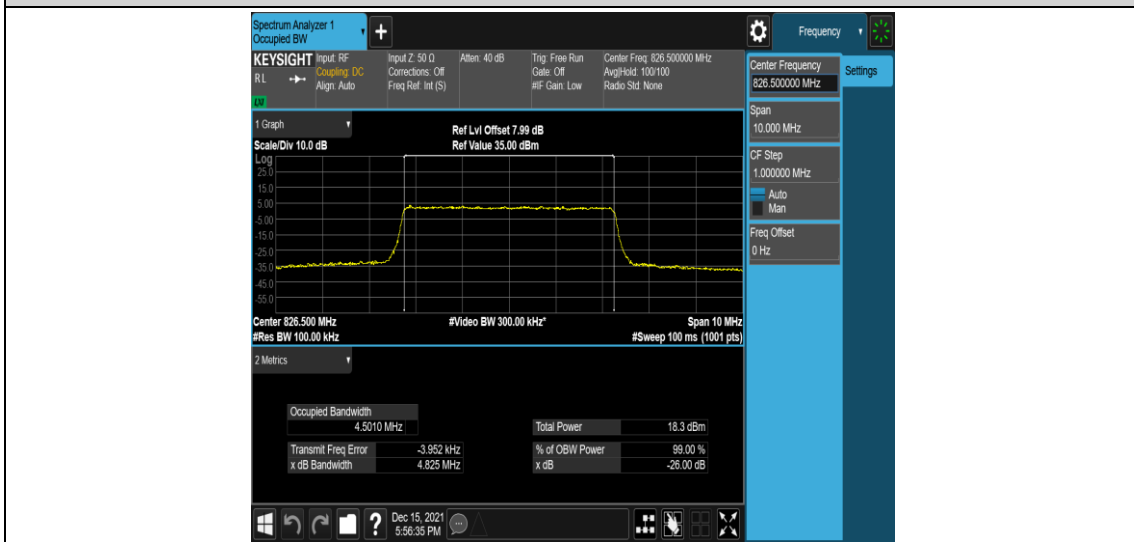 Spectrum Analyzer 1
Occupied BW
Frequency
KEYSIGHT
RL
Input: RF
Coupling: DC
Align: Auto
Input Z: 50 Ω
Corrections: Off
Freq Ref: Int (S)
Atten: 40 dB
Trig: Free Run
Gate: Off
#IF Gain: Low
Center Freq: 826.500000 MHz
Avg|Hold: 100/100
Radio Std: None
Center Frequency
826.500000 MHz
Settings
Span
10.000 MHz
CF Step
1.000000 MHz
Auto
Man
Freq Offset
0 Hz
1 Graph
Scale/Div 10.0 dB
Ref Lvl Offset 7.99 dB
Ref Value 35.00 dBm
Log
25.0
15.0
5.00
-5.00
-15.0
-25.0
-35.0
-45.0
-55.0
Center 826.500 MHz
#Video BW 300.00 kHz*
Span 10 MHz
#Res BW 100.00 kHz
#Sweep 100 ms (1001 pts)
2 Metrics
Occupied Bandwidth
4.5010 MHz
Total Power 18.3 dBm
Transmit Freq Error -3.952 kHz
% of OBW Power 99.00 %
x dB Bandwidth 4.825 MHz
x dB -26.00 dB
?
Dec 15, 2021
5:56:35 PM